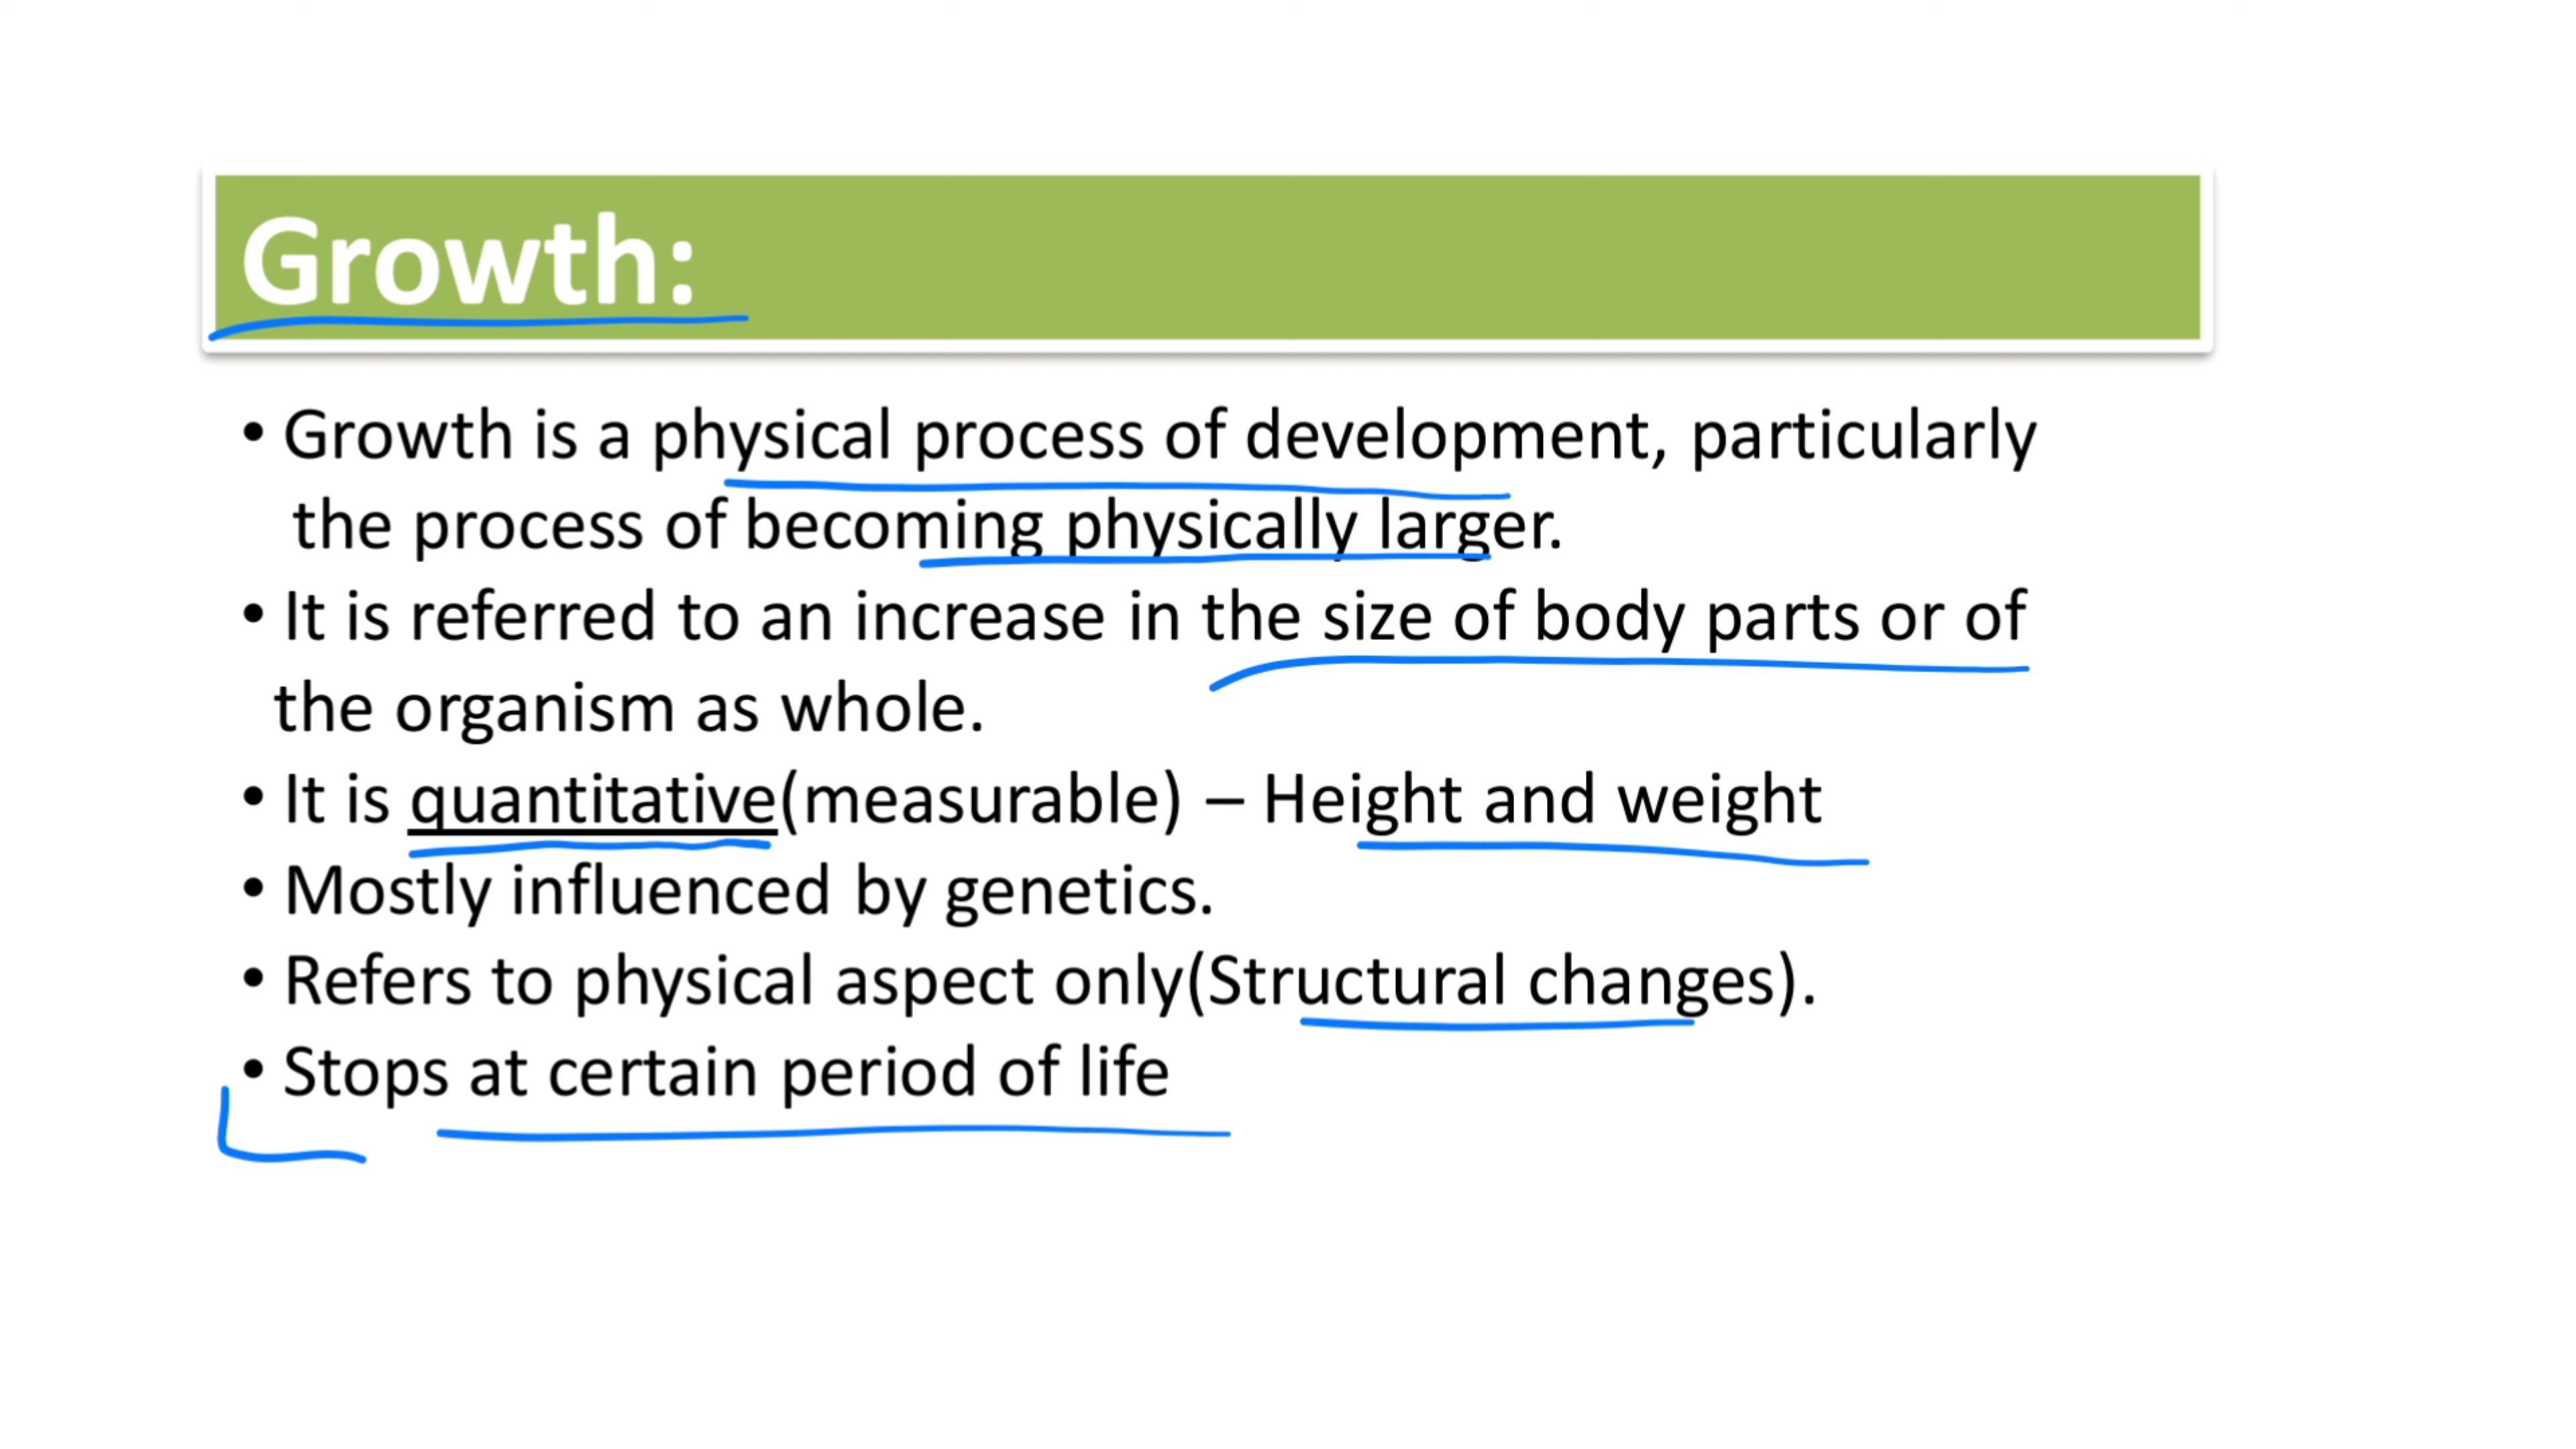 Growth:
• Growth is a physical process of development, particularly
the process of becoming physically larger.
• It is referred to an increase in the size of body parts or of
the organism as whole.
• It is quantitative(measurable) – Height and weight
• Mostly influenced by genetics.
• Refers to physical aspect only(Structural changes).
• Stops at certain period of life